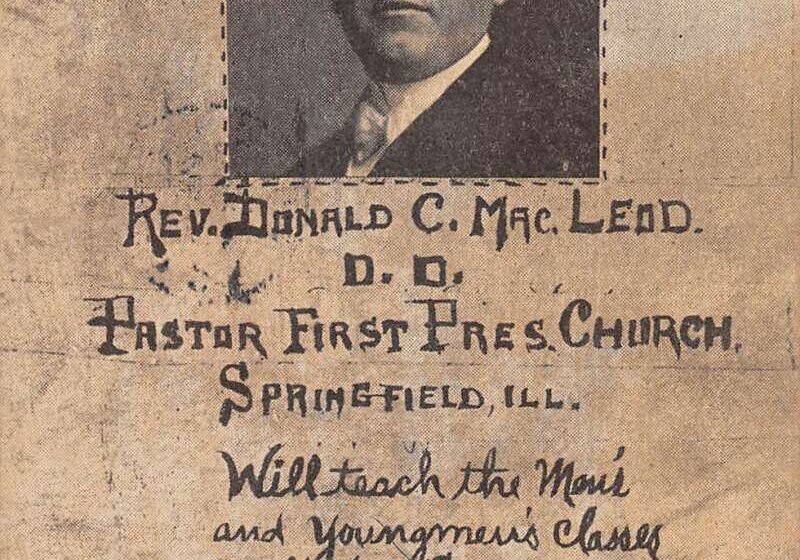 REV. DONALD C. MAC. LEOD.
D. D.
PASTOR FIRST PRES. CHURCH.
SPRINGFIELD, ILL.
Will teach the Men's
and Youngmen's Classes